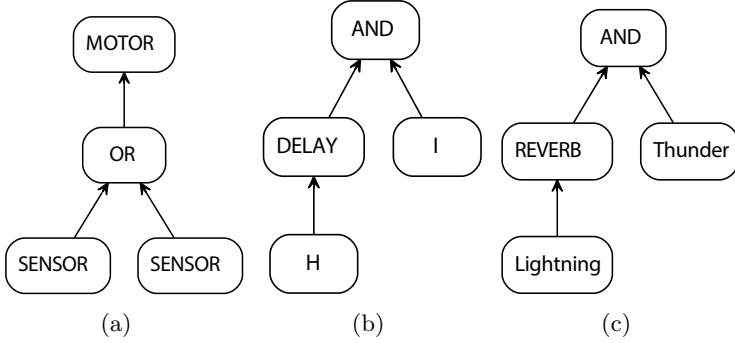 MOTOR
OR
SENSOR SENSOR
(a)
AND
DELAY I
H
(b)
AND
REVERB Thunder
Lightning
(c)